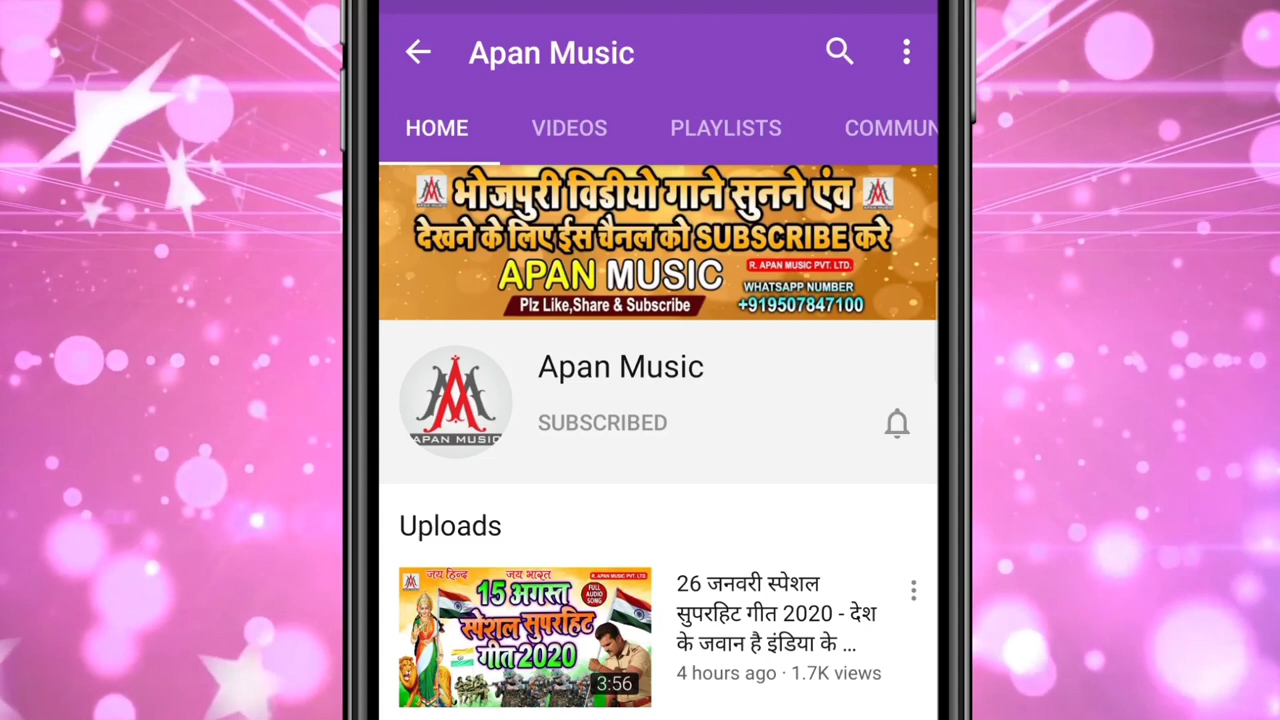 Apan Music
HOME VIDEOS PLAYLISTS COMMUN
भोजपुरी विडीयो गाने सुनने एंव
देखने के लिए ईस चैनल को SUBSCRIBE करे
APAN MUSIC
R. APAN MUSIC PVT. LTD.
Plz Like,Share & Subscribe
WHATSAPP NUMBER
+919507847100
APAN MUSIC
Apan Music
SUBSCRIBED
Uploads
जय हिन्द जय भारत
R. APAN MUSIC PVT. LTD
15 अगस्त
FULL
AUDIO
SONG
स्पेशल सुपरहिट
गीत 2020
3:56
26 जनवरी स्पेशल
सुपरहिट गीत 2020 - देश
के जवान है इंडिया के ...
4 hours ago · 1.7K views